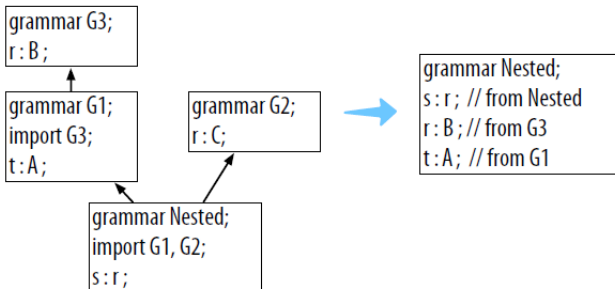 grammar G3;
r : B ;
grammar G1;
import G3;
t : A ;
grammar G2;
r : C;
grammar Nested;
import G1, G2;
s : r ;
grammar Nested;
s : r ; // from Nested
r : B ; // from G3
t : A; // from G1